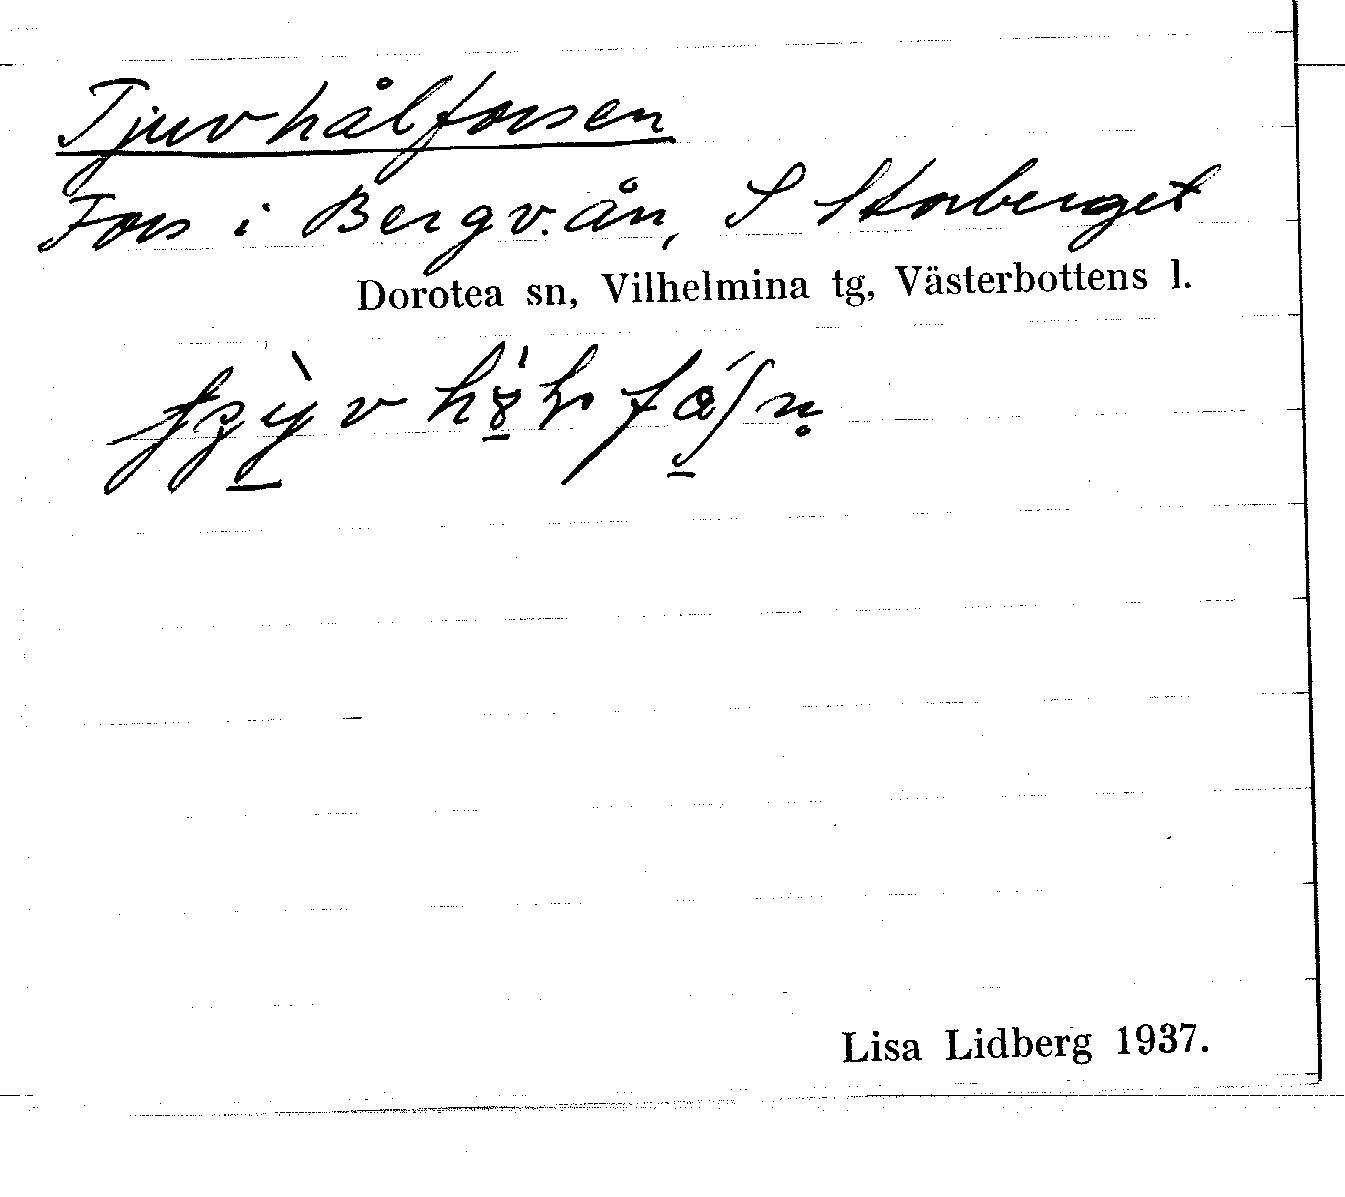 Tjuvhålforsen
Fors i Bergv.ån, S Storberget
Dorotea sn, Vilhelmina tg, Västerbottens l.
Lisa Lidberg 1937.